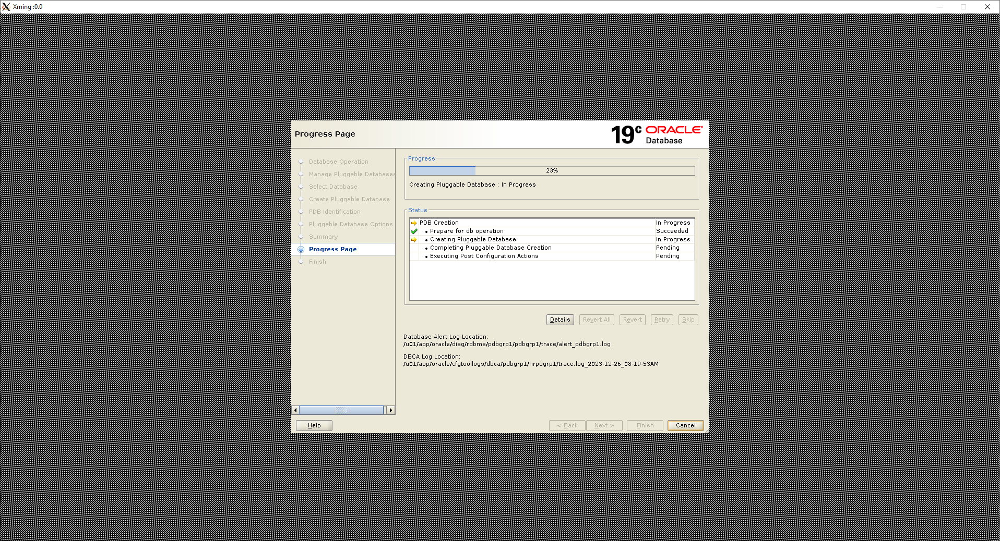 Xming :0.0
Progress Page
19c ORACLE Database
Database Operation
Manage Pluggable Databases
Select Database
Create Pluggable Database
PDB Identification
Pluggable Database Options
Summary
Progress Page
Finish
Progress
23%
Creating Pluggable Database : In Progress
Status
PDB Creation In Progress
• Prepare for db operation Succeeded
• Creating Pluggable Database In Progress
• Completing Pluggable Database Creation Pending
• Executing Post Configuration Actions Pending
Details Revert All Revert Retry Skip
Database Alert Log Location:
/u01/app/oracle/diag/rdbms/pdbgrp1/pdbgrp1/trace/alert_pdbgrp1.log
DBCA Log Location:
/u01/app/oracle/cfgtoollogs/dbca/pdbgrp1/hrpdgrp1/trace.log_2023-12-26_08-19-53AM
Help < Back Next > Finish Cancel